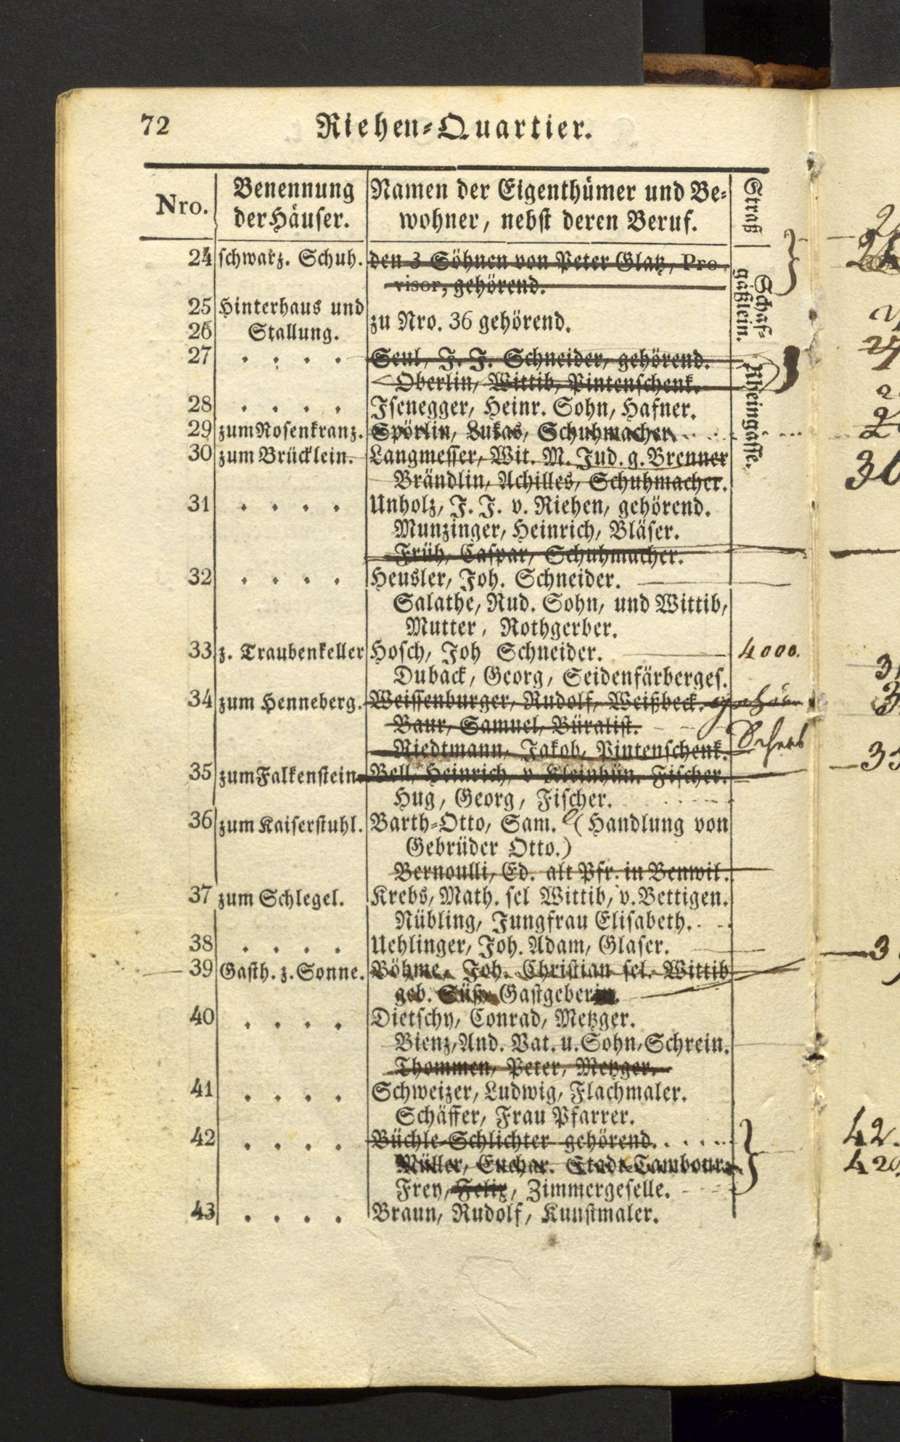 72 Riehen-Quartier.
Nro. Benennung der Häuser. Namen der Eigenthümer und Be-
wohner, nebst deren Beruf. Straß
24 schwarz. Schuh. den 3 Söhnen von Peter Glatz, Pro-
visor, gehörend.
Schaf-
gäßlein.
25 Hinterhaus und
26 Stallung. zu Nro. 36 gehörend.
27 . . . . Seul, J. J. Schneider, gehörend.
Oberlin, Wittib, Pintenschenk.
Rheingasse.
28 . . . . Isenegger, Heinr. Sohn, Hafner.
29 zum Rosenkranz. Spörlin, Lukas, Schuhmacher.
30 zum Brücklein. Langmesser, Wit. M. Jud. g. Brenner
Brändlin, Achilles, Schuhmacher.
31 . . . . Unholz, J. J. v. Riehen, gehörend.
Munzinger, Heinrich, Bläser.
Früh, Caspar, Schuhmacher.
32 . . . . Heusler, Joh. Schneider.
Salathe, Rud. Sohn, und Wittib,
Mutter, Rothgerber.
33 z. Traubenkeller Hosch, Joh Schneider. 4000.
Duback, Georg, Seidenfärberges.
34 zum Henneberg. Weissenburger, Rudolf, Weißbeck.
Baur, Samuel, Büralist.
Riedtmann, Jakob, Pintenschenk.
35 zum Falkenstein Bell, Heinrich, v. Kleinhün. Fischer.
Hug, Georg, Fischer.
36 zum Kaiserstuhl. Barth-Otto, Sam. (Handlung von
Gebrüder Otto.)
Bernoulli, Ed. alt Pfr. in Benwil.
37 zum Schlegel. Krebs, Math. sel Wittib, v. Bettigen.
Nübling, Jungfrau Elisabeth.
38 . . . . Uehlinger, Joh. Adam, Glaser.
39 Gasth. z. Sonne. Böhme, Joh. Christian sel. Wittib
geb. Süß, Gastgeberin.
40 . . . . Dietschy, Conrad, Metzger.
Bienz, And. Vat. u. Sohn, Schrein.
Thommen, Peter, Metzger.
41 . . . . Schweizer, Ludwig, Flachmaler.
Schäffer, Frau Pfarrer.
42 . . . . Büchle-Schlichter gehörend.
Müller, Euchar. Stadt-Tambour.
Frey, Felix, Zimmergeselle.
43 . . . . Braun, Rudolf, Kunstmaler.
30
42.